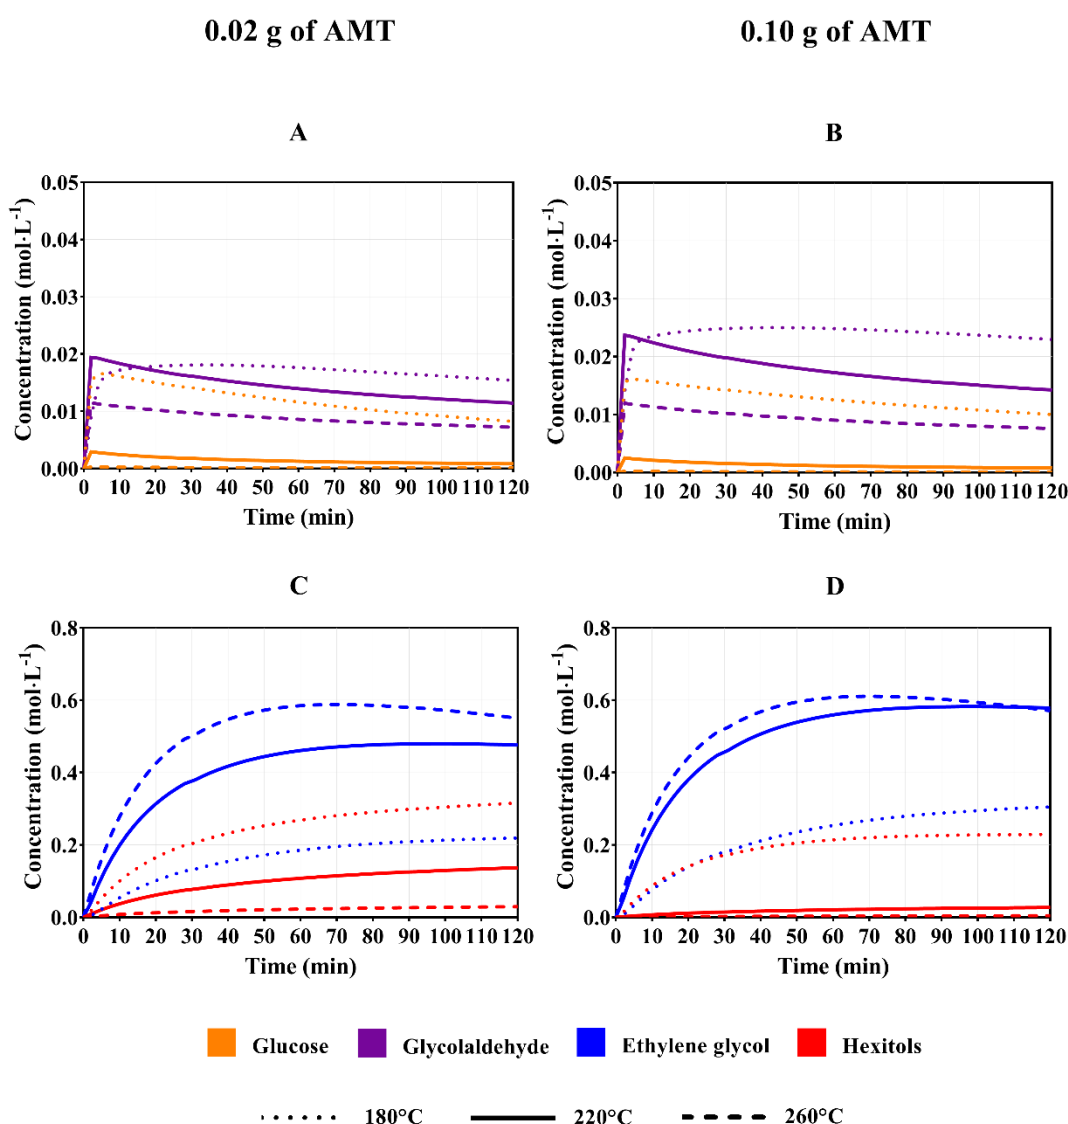 0.02 g of AMT 0.10 g of AMT
A B
0.05 0.05
0.04 0.04
0.03 0.03
0.02 0.02
0.01 0.01
0.00 0.00
Concentration (mol·L⁻¹) Concentration (mol·L⁻¹)
0 10 20 30 40 50 60 70 80 90 100 110 120 0 10 20 30 40 50 60 70 80 90 100 110 120
Time (min) Time (min)
C D
0.8 0.8
0.6 0.6
0.4 0.4
0.2 0.2
0.0 0.0
Concentration (mol·L⁻¹) Concentration (mol·L⁻¹)
0 10 20 30 40 50 60 70 80 90 100 110 120 0 10 20 30 40 50 60 70 80 90 100 110 120
Time (min) Time (min)
Glucose Glycolaldehyde Ethylene glycol Hexitols
180°C 220°C 260°C